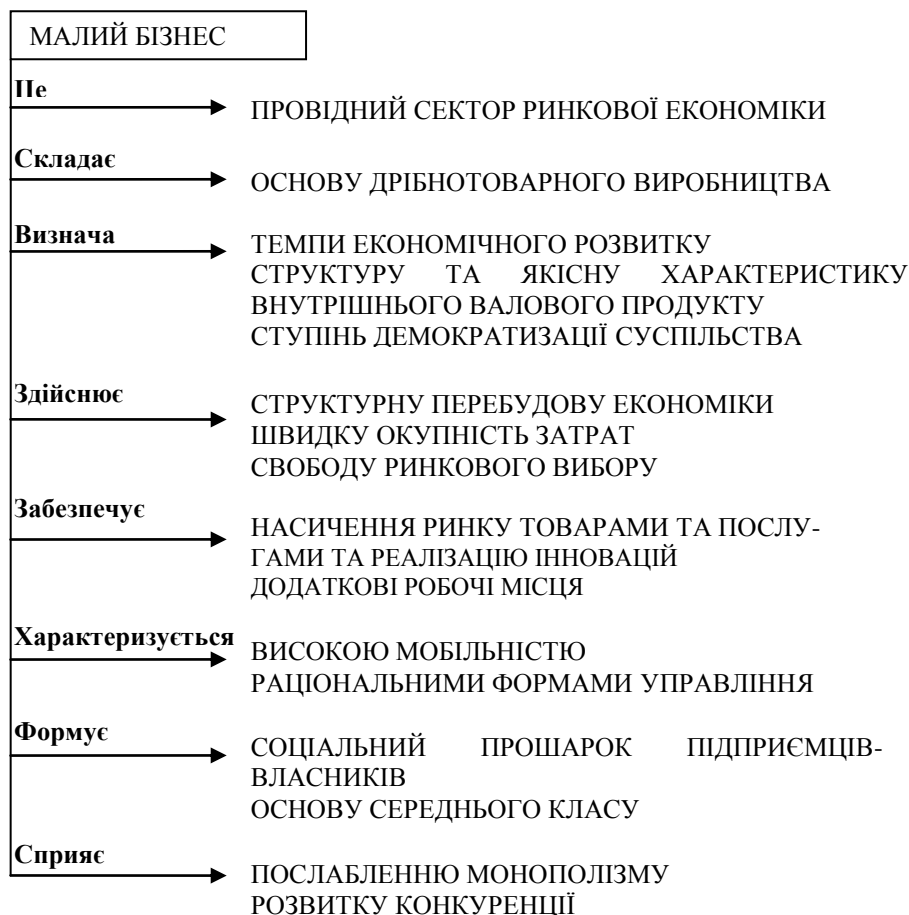 МАЛИЙ БІЗНЕС
Це
ПРОВІДНИЙ СЕКТОР РИНКОВОЇ ЕКОНОМІКИ
Складає
ОСНОВУ ДРІБНОТОВАРНОГО ВИРОБНИЦТВА
Визнача
ТЕМПИ ЕКОНОМІЧНОГО РОЗВИТКУ
СТРУКТУРУ ТА ЯКІСНУ ХАРАКТЕРИСТИКУ
ВНУТРІШНЬОГО ВАЛОВОГО ПРОДУКТУ
СТУПІНЬ ДЕМОКРАТИЗАЦІЇ СУСПІЛЬСТВА
Здійснює
СТРУКТУРНУ ПЕРЕБУДОВУ ЕКОНОМІКИ
ШВИДКУ ОКУПНІСТЬ ЗАТРАТ
СВОБОДУ РИНКОВОГО ВИБОРУ
Забезпечує
НАСИЧЕННЯ РИНКУ ТОВАРАМИ ТА ПОСЛУ-
ГАМИ ТА РЕАЛІЗАЦІЮ ІННОВАЦІЙ
ДОДАТКОВІ РОБОЧІ МІСЦЯ
Характеризується
ВИСОКОЮ МОБІЛЬНІСТЮ
РАЦІОНАЛЬНИМИ ФОРМАМИ УПРАВЛІННЯ
Формує
СОЦІАЛЬНИЙ ПРОШАРОК ПІДПРИЄМЦІВ-
ВЛАСНИКІВ
ОСНОВУ СЕРЕДНЬОГО КЛАСУ
Сприяє
ПОСЛАБЛЕННЮ МОНОПОЛІЗМУ
РОЗВИТКУ КОНКУРЕНЦІЇ